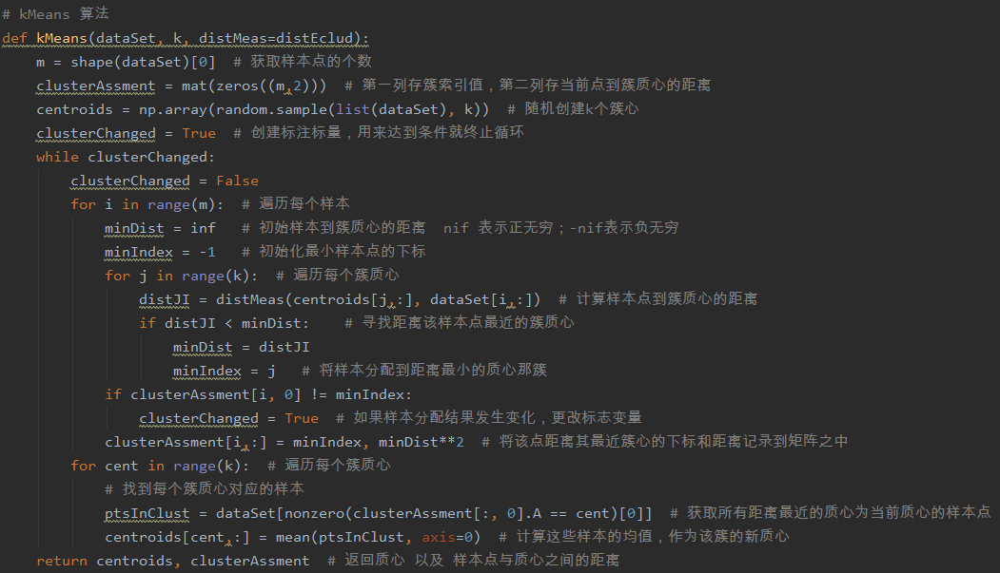 # kMeans 算法
def kMeans(dataSet, k, distMeas=distEclud):
    m = shape(dataSet)[0]  # 获取样本点的个数
    clusterAssment = mat(zeros((m,2)))  # 第一列存簇索引值，第二列存当前点到簇质心的距离
    centroids = np.array(random.sample(list(dataSet), k))  # 随机创建k个簇心
    clusterChanged = True  # 创建标注标量，用来达到条件就终止循环
    while clusterChanged:
        clusterChanged = False
        for i in range(m):  # 遍历每个样本
            minDist = inf   # 初始样本到簇质心的距离  nif 表示正无穷；-nif表示负无穷
            minIndex = -1   # 初始化最小样本点的下标
            for j in range(k):  # 遍历每个簇质心
                distJI = distMeas(centroids[j,:], dataSet[i,:])  # 计算样本点到簇质心的距离
                if distJI < minDist:    # 寻找距离该样本点最近的簇质心
                    minDist = distJI
                    minIndex = j   # 将样本分配到距离最小的质心那簇
            if clusterAssment[i, 0] != minIndex:
                clusterChanged = True  # 如果样本分配结果发生变化，更改标志变量
            clusterAssment[i,:] = minIndex, minDist**2  # 将该点距离其最近簇心的下标和距离记录到矩阵之中
        for cent in range(k):  # 遍历每个簇质心
            # 找到每个簇质心对应的样本
            ptsInClust = dataSet[nonzero(clusterAssment[:, 0].A == cent)[0]]  # 获取所有距离最近的质心为当前质心的样本点
            centroids[cent,:] = mean(ptsInClust, axis=0)  # 计算这些样本的均值，作为该簇的新质心
    return centroids, clusterAssment  # 返回质心 以及 样本点与质心之间的距离